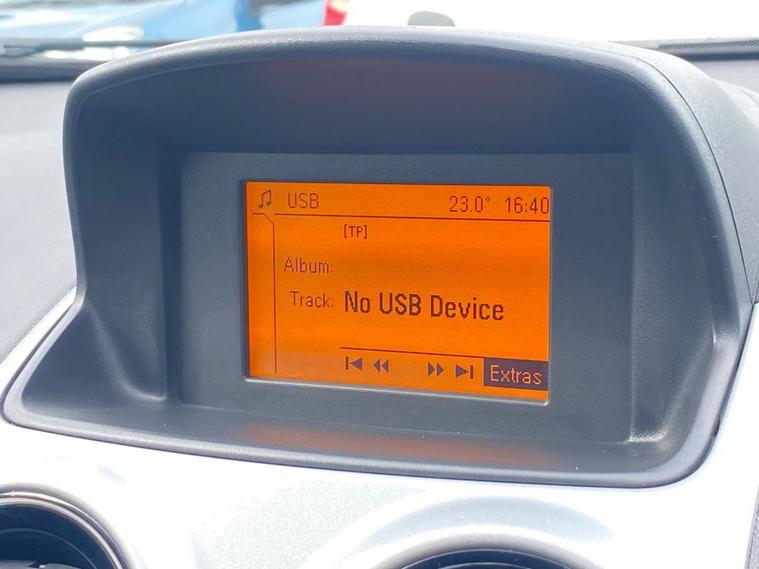 USB 23.0° 16:40
[TP]
Album:
Track: No USB Device
Extras